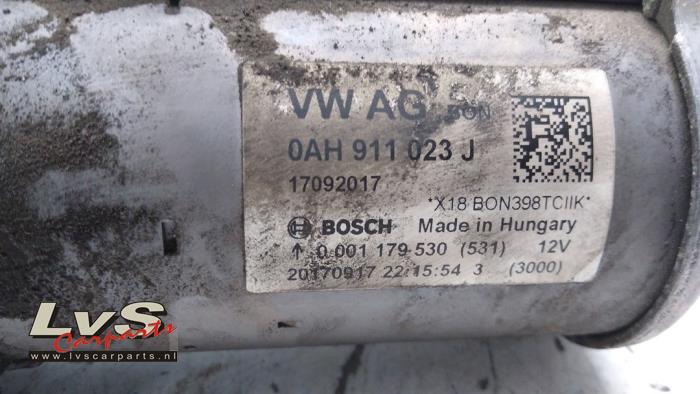 VW AG BON
0AH 911 023 J
17092017
*X18 BON398TCIIK*
BOSCH Made in Hungary
↑ 0 001 179 530 (531) 12V
20170917 22:15:54 3 (3000)
LvS
Carparts
www.lvscarparts.nl